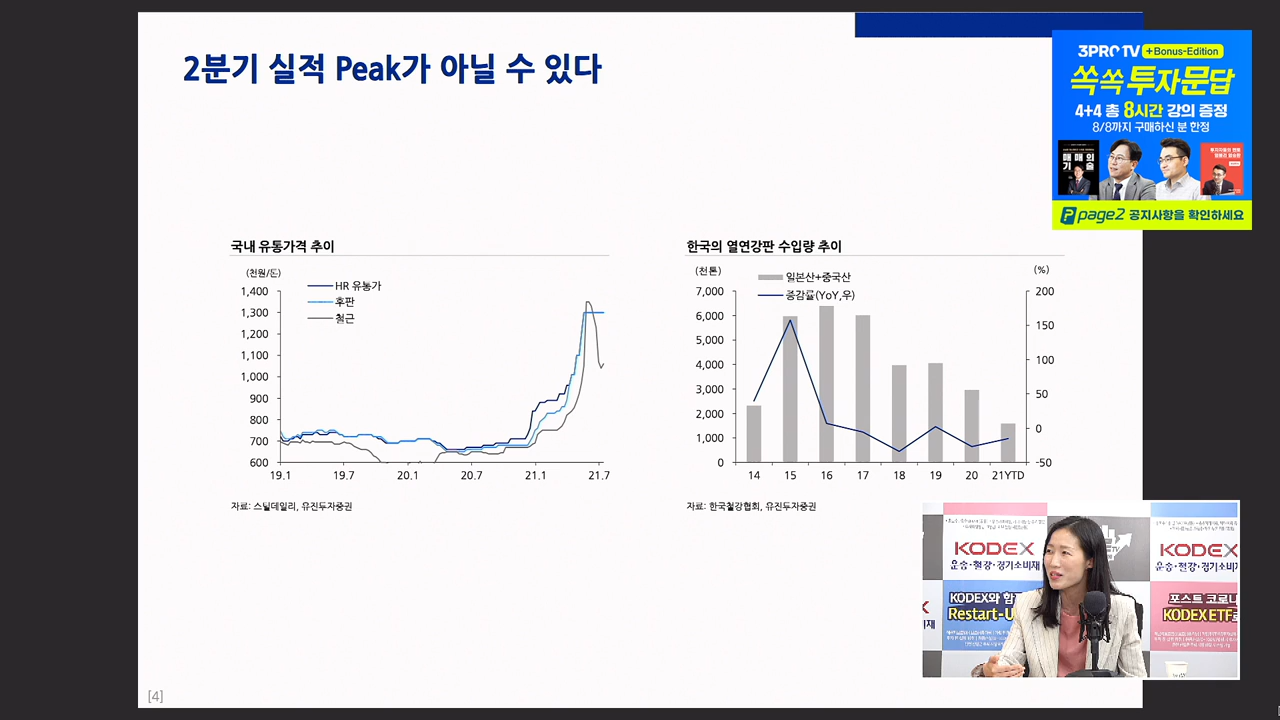 2분기 실적 Peak가 아닐 수 있다
3PROTV +Bonus-Edition
쏙쏙 투자문답
4+4 총 8시간 강의 증정
8/8까지 구매하신 분 한정
매매의
기술
page2 공지사항을 확인하세요
국내 유통가격 추이
(천원/톤)
HR 유통가
후판
철근
1,400
1,300
1,200
1,100
1,000
900
800
700
600
19.1 19.7 20.1 20.7 21.1 21.7
자료: 스틸데일리, 유진투자증권
한국의 열연강판 수입량 추이
(천톤) (%)
일본산+중국산
증감률(YoY,우)
7,000 200
6,000 150
5,000
4,000 100
3,000 50
2,000 0
1,000
0 -50
14 15 16 17 18 19 20 21YTD
자료: 한국철강협회, 유진투자증권
KODEX KODEX
운송·철강·경기소비재 운송·철강·경기소비재
KODEX와 함 포스트 코로나
Restart-U KODEX ETF로
[4]